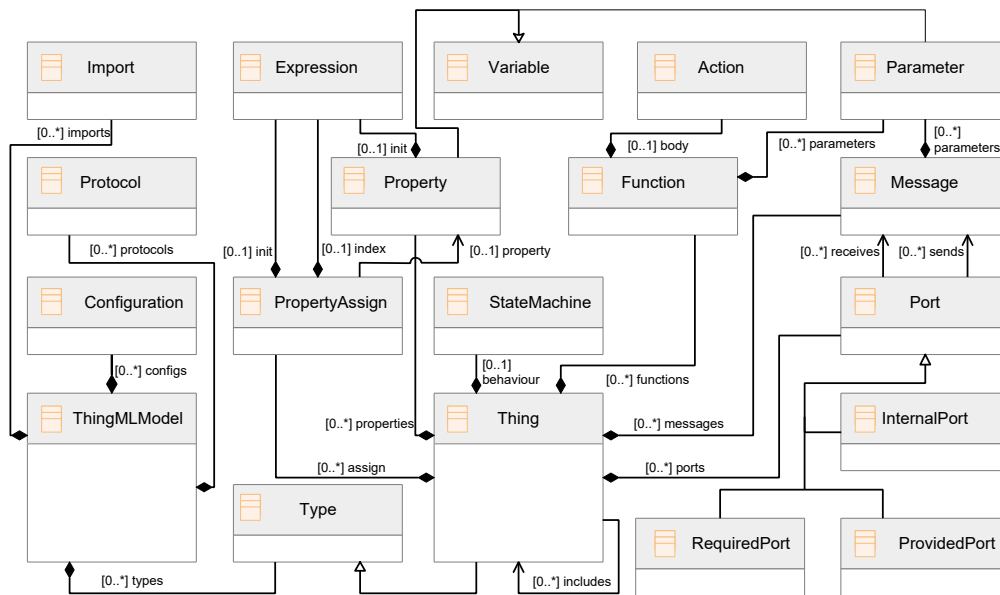 Import
Expression
Variable
Action
Parameter
[0..*] imports
[0..1] init
[0..1] body
[0..*] parameters
[0..*]
parameters
Protocol
Property
Function
Message
[0..*] protocols
[0..1] init
[0..1] index
[0..1] property
[0..*] receives
[0..*] sends
Configuration
PropertyAssign
StateMachine
Port
[0..*] configs
[0..1]
behaviour
[0..*] functions
ThingMLModel
[0..*] properties
Thing
[0..*] messages
InternalPort
[0..*] assign
[0..*] ports
Type
RequiredPort
ProvidedPort
[0..*] types
[0..*] includes